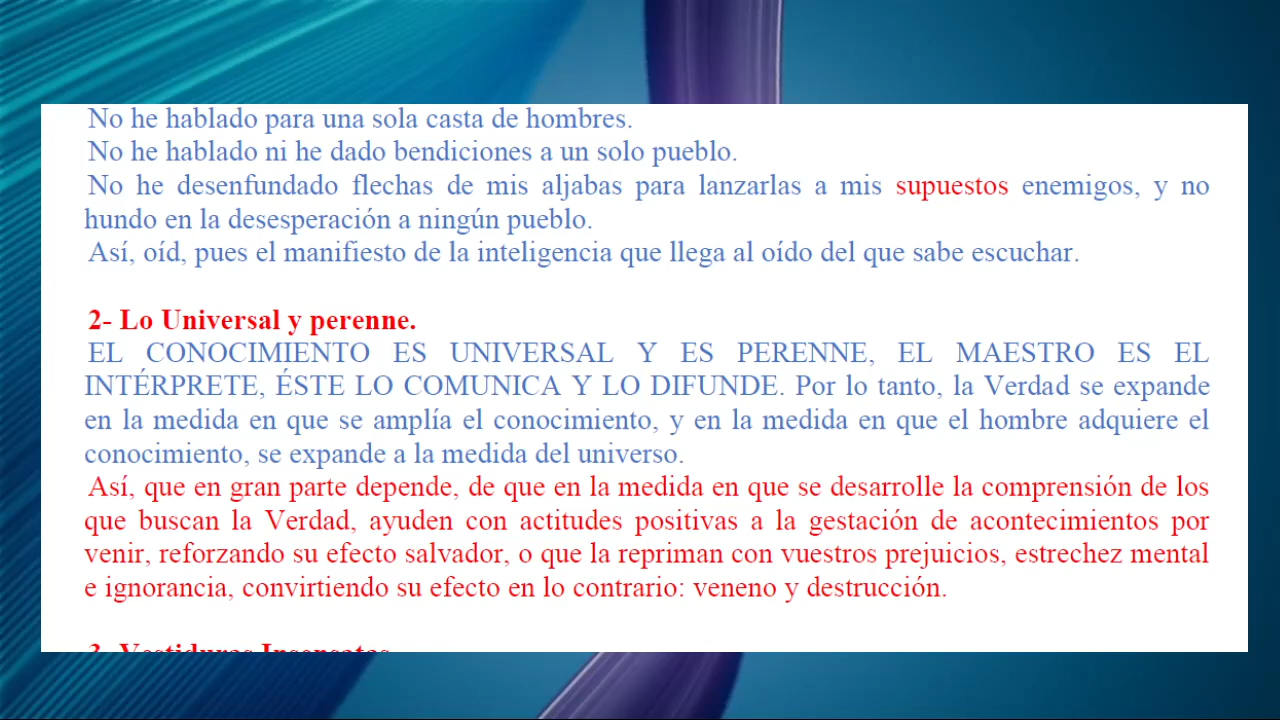 No he hablado para una sola casta de hombres.
No he hablado ni he dado bendiciones a un solo pueblo.
No he desenfundado flechas de mis aljabas para lanzarlas a mis supuestos enemigos, y no
hundo en la desesperación a ningún pueblo.
Así, oíd, pues el manifiesto de la inteligencia que llega al oído del que sabe escuchar.
2- Lo Universal y perenne.
EL CONOCIMIENTO ES UNIVERSAL Y ES PERENNE, EL MAESTRO ES EL
INTÉRPRETE, ÉSTE LO COMUNICA Y LO DIFUNDE. Por lo tanto, la Verdad se expande
en la medida en que se amplía el conocimiento, y en la medida en que el hombre adquiere el
conocimiento, se expande a la medida del universo.
Así, que en gran parte depende, de que en la medida en que se desarrolle la comprensión de los
que buscan la Verdad, ayuden con actitudes positivas a la gestación de acontecimientos por
venir, reforzando su efecto salvador, o que la repriman con vuestros prejuicios, estrechez mental
e ignorancia, convirtiendo su efecto en lo contrario: veneno y destrucción.
3- Vestiduras Insensatas